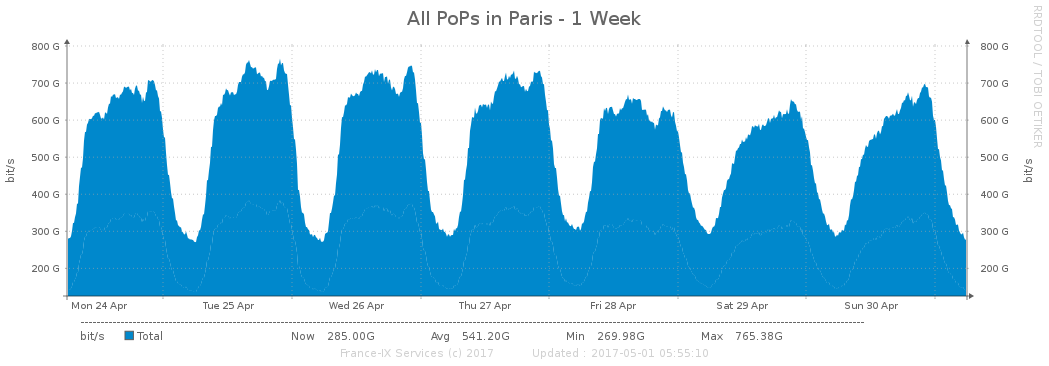 All PoPs in Paris - 1 Week
RRDTOOL / TOBI OETIKER
bit/s
800 G 800 G
700 G 700 G
600 G 600 G
500 G 500 G
400 G 400 G
300 G 300 G
200 G 200 G
bit/s
Mon 24 Apr Tue 25 Apr Wed 26 Apr Thu 27 Apr Fri 28 Apr Sat 29 Apr Sun 30 Apr
bit/s Total Now 285.00G Avg 541.20G Min 269.98G Max 765.38G
France-IX Services (c) 2017 Updated : 2017-05-01 05:55:10